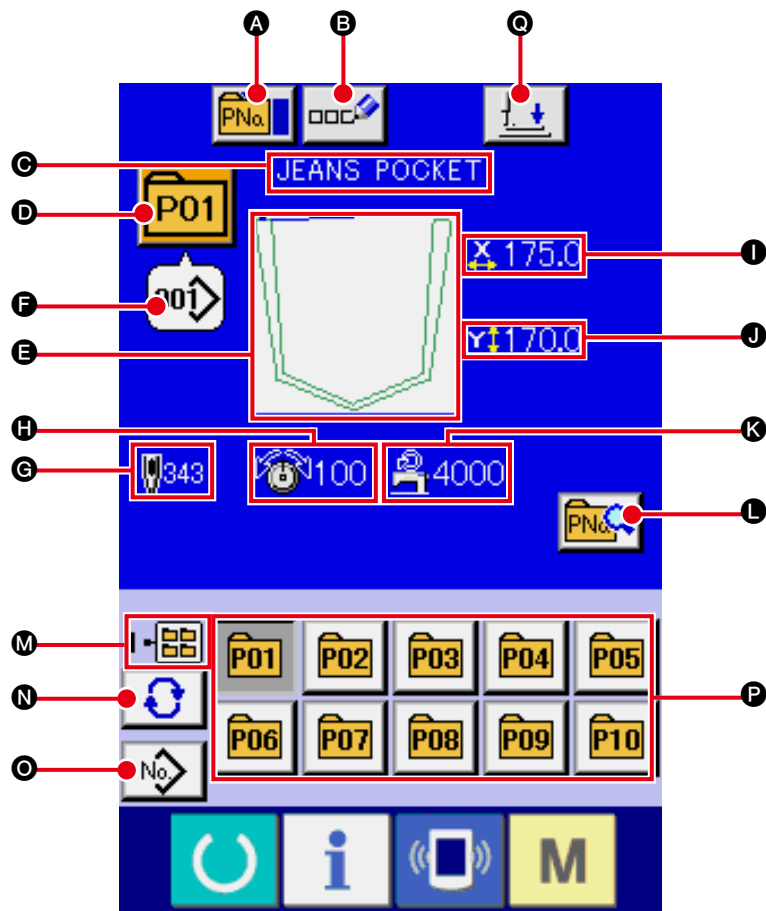 A B Q
PNo.
C JEANS POCKET
D P01
I X 175.0
F 001
E
J Y 170.0
H K
G 343 100 4000
PNo. L
M I
P01 P02 P03 P04 P05
N P
P06 P07 P08 P09 P10
O No.
i M